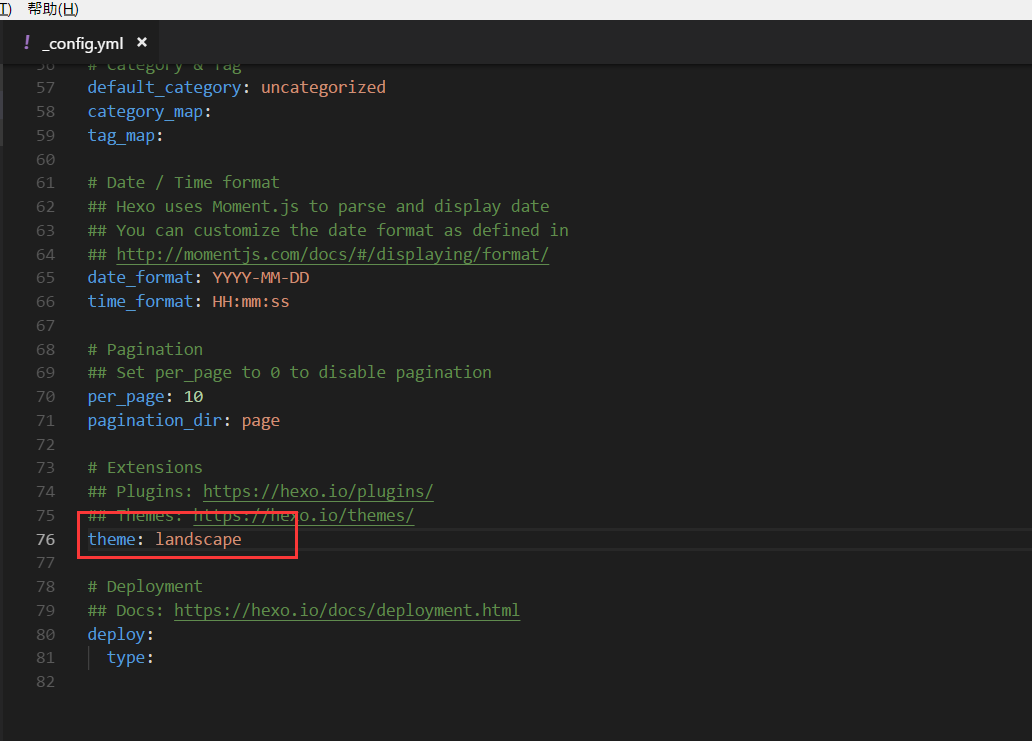 帮助(H)
! _config.yml ×
56 # Category & Tag
57 default_category: uncategorized
58 category_map:
59 tag_map:
60
61 # Date / Time format
62 ## Hexo uses Moment.js to parse and display date
63 ## You can customize the date format as defined in
64 ## http://momentjs.com/docs/#/displaying/format/
65 date_format: YYYY-MM-DD
66 time_format: HH:mm:ss
67
68 # Pagination
69 ## Set per_page to 0 to disable pagination
70 per_page: 10
71 pagination_dir: page
72
73 # Extensions
74 ## Plugins: https://hexo.io/plugins/
75 ## Themes: https://hexo.io/themes/
76 theme: landscape
77
78 # Deployment
79 ## Docs: https://hexo.io/docs/deployment.html
80 deploy:
81 type:
82